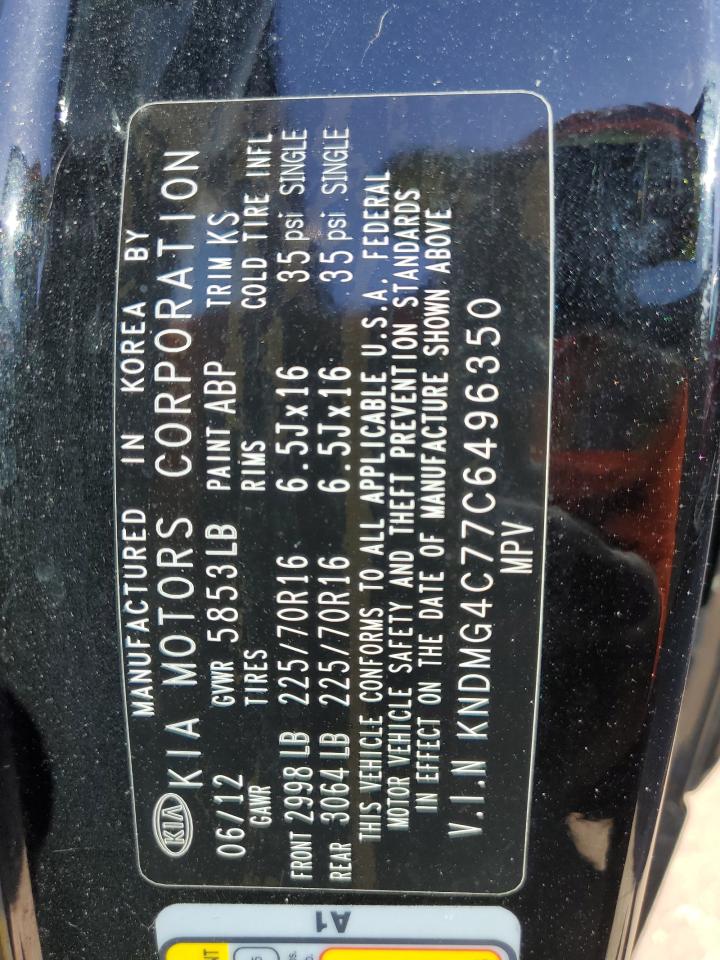 MANUFACTURED IN KOREA BY
KIA KIA MOTORS CORPORATION
06/12 GVWR 5853LB PAINT ABP TRIM KS
GAWR TIRES RIMS COLD TIRE INFL
FRONT 2998 LB 225/70R16 6.5Jx16 35 psi SINGLE
REAR 3064 LB 225/70R16 6.5Jx16 35 psi SINGLE
THIS VEHICLE CONFORMS TO ALL APPLICABLE U.S.A. FEDERAL
MOTOR VEHICLE SAFETY AND THEFT PREVENTION STANDARDS
IN EFFECT ON THE DATE OF MANUFACTURE SHOWN ABOVE
V.I.N KNDMG4C77C6496350
MPV
A1